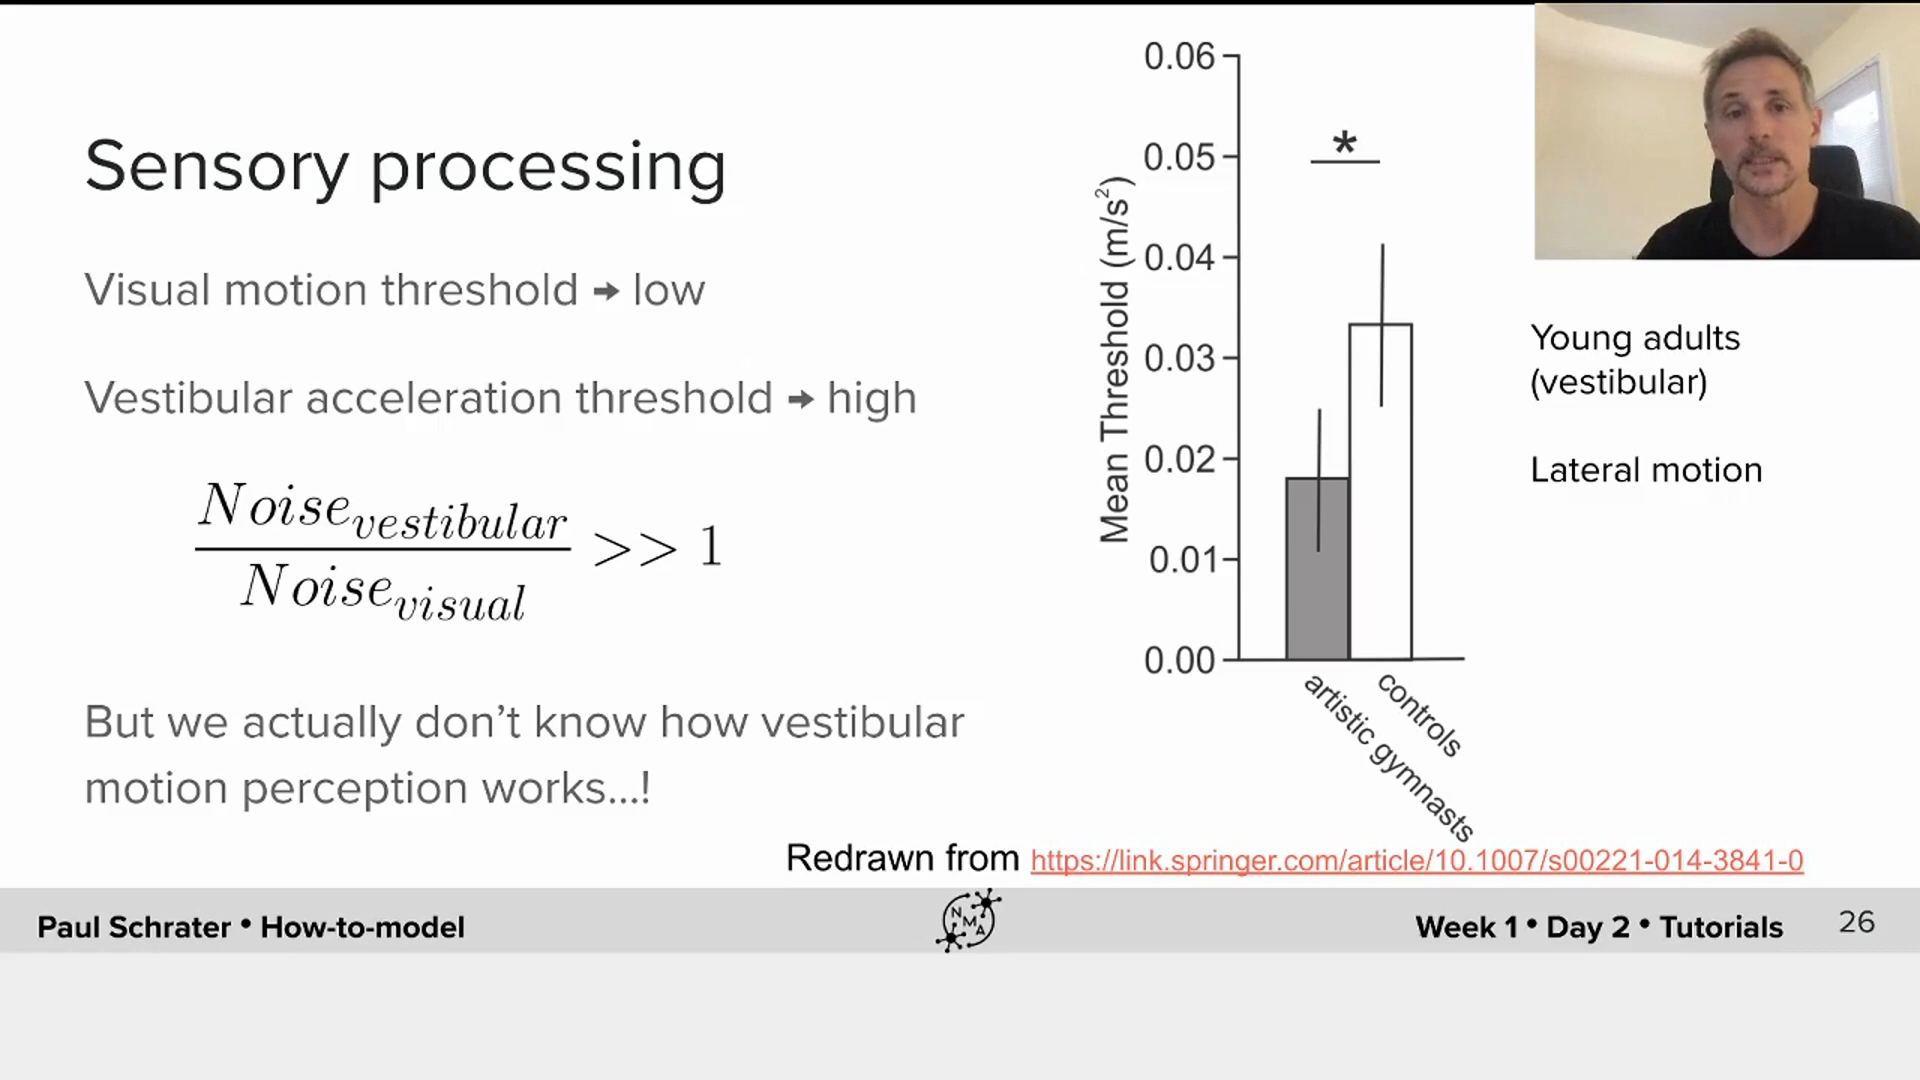 Sensory processing
Visual motion threshold → low
Vestibular acceleration threshold → high
Noise_vestibular
Noise_visual
>> 1
But we actually don't know how vestibular
motion perception works...!
Mean Threshold (m/s²)
0.06
0.05
0.04
0.03
0.02
0.01
0.00
*
artistic gymnasts
controls
Young adults
(vestibular)
Lateral motion
Redrawn from https://link.springer.com/article/10.1007/s00221-014-3841-0
Paul Schrater • How-to-model
NMA
Week 1 • Day 2 • Tutorials
26